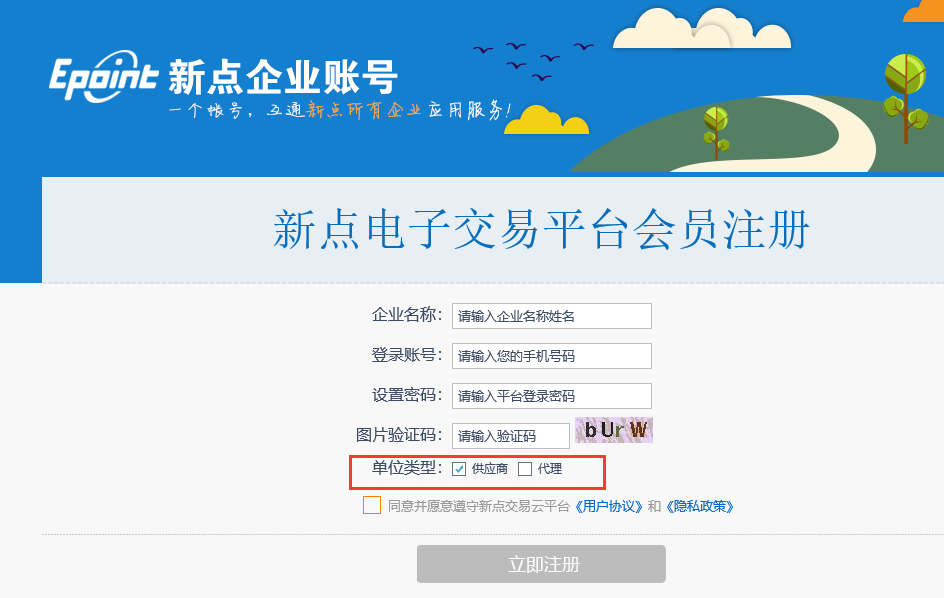 Epoint 新点企业账号
一个帐号，互通新点所有企业应用服务！
新点电子交易平台会员注册
企业名称： 请输入企业名称姓名
登录账号： 请输入您的手机号码
设置密码： 请输入平台登录密码
图片验证码： 请输入验证码 bUrW
单位类型： 供应商 代理
同意并愿意遵守新点交易云平台《用户协议》和《隐私政策》
立即注册